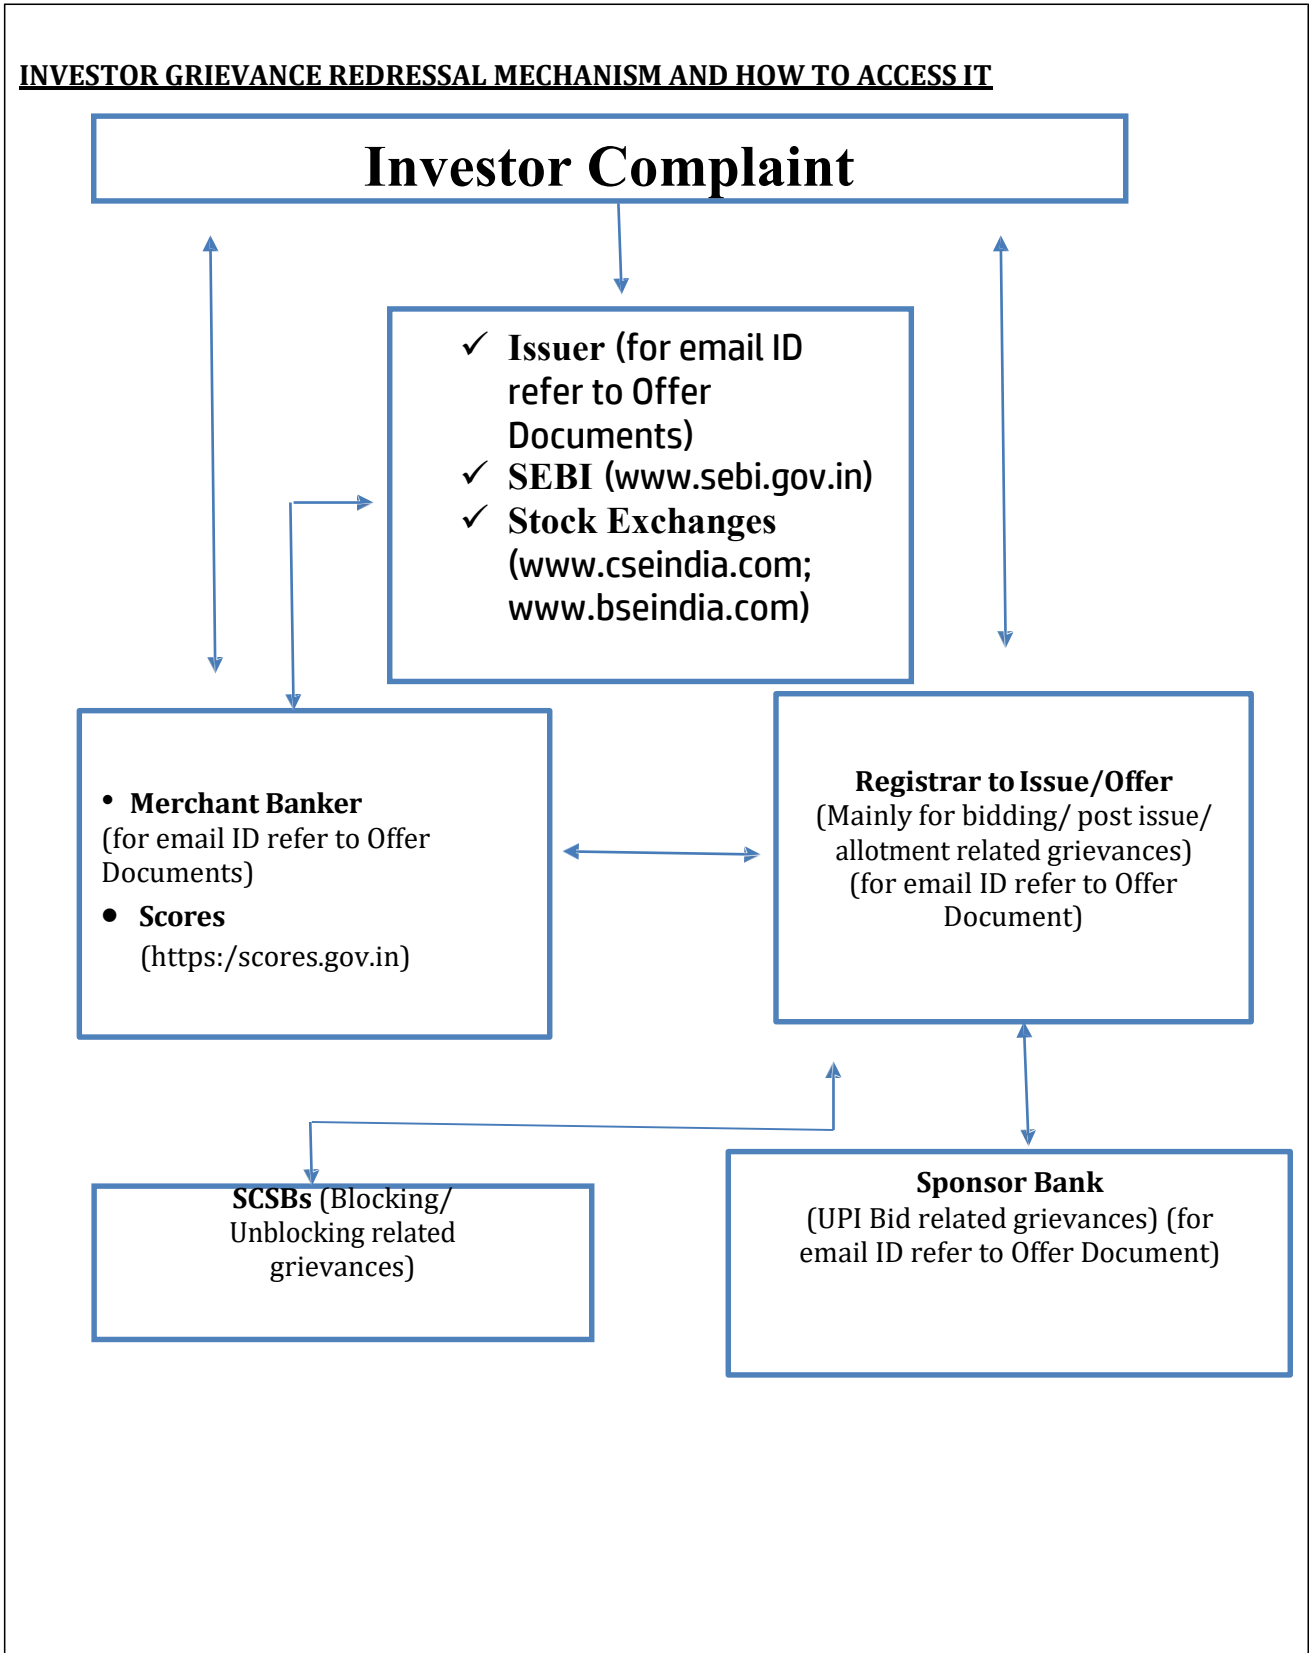 INVESTOR GRIEVANCE REDRESSAL MECHANISM AND HOW TO ACCESS IT
Investor Complaint
✓ Issuer (for email ID
refer to Offer
Documents)
✓ SEBI (www.sebi.gov.in)
✓ Stock Exchanges
(www.cseindia.com;
www.bseindia.com)
• Merchant Banker
(for email ID refer to Offer
Documents)
• Scores
(https:/scores.gov.in)
Registrar to Issue/Offer
(Mainly for bidding/ post issue/
allotment related grievances)
(for email ID refer to Offer
Document)
SCSBs (Blocking/
Unblocking related
grievances)
Sponsor Bank
(UPI Bid related grievances) (for
email ID refer to Offer Document)